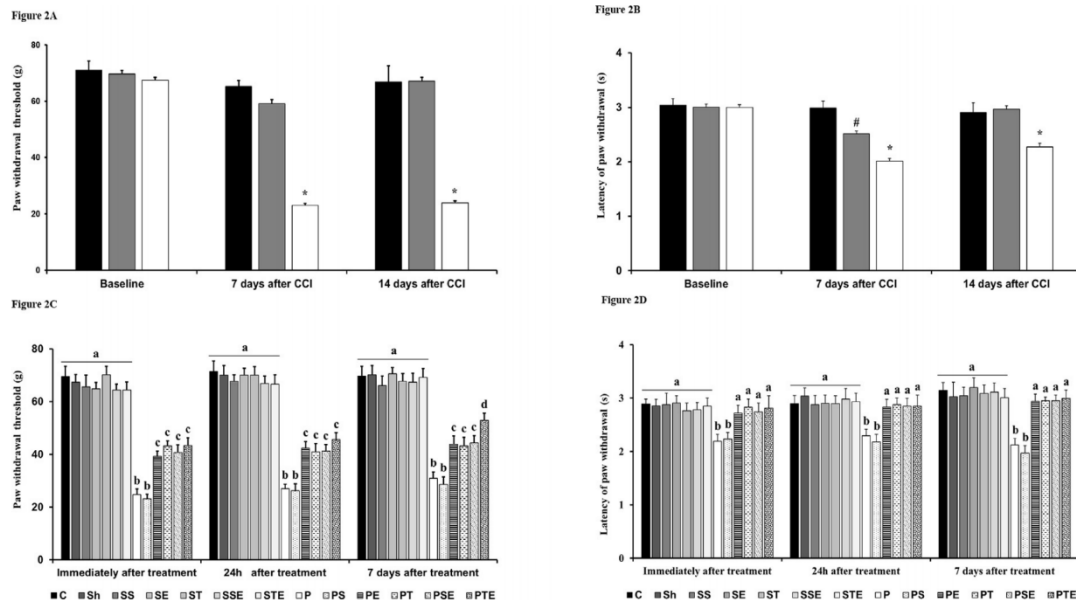 Figure 2A
Paw withdrawal threshold (g)
80
60
40
20
0
*
*
Baseline
7 days after CCI
14 days after CCI
Figure 2B
Latency of paw withdrawal (s)
4
3
2
1
0
#
*
*
Baseline
7 days after CCI
14 days after CCI
Figure 2C
Paw withdrawal threshold (g)
80
60
40
20
0
a
b b
c c c c
a
b b
c c c c
a
b b
c c c
d
Immediately after treatment
24h after treatment
7 days after treatment
C Sh SS SE ST SSE STE P PS PE PT PSE PTE
Figure 2D
Latency of paw withdrawal (s)
4
3
2
1
0
a
b b
a a a a
a
b b
a a a a
a
b b
a a a a
Immediately after treatment
24h after treatment
7 days after treatment
C Sh SS SE ST SSE STE P PS PE PT PSE PTE